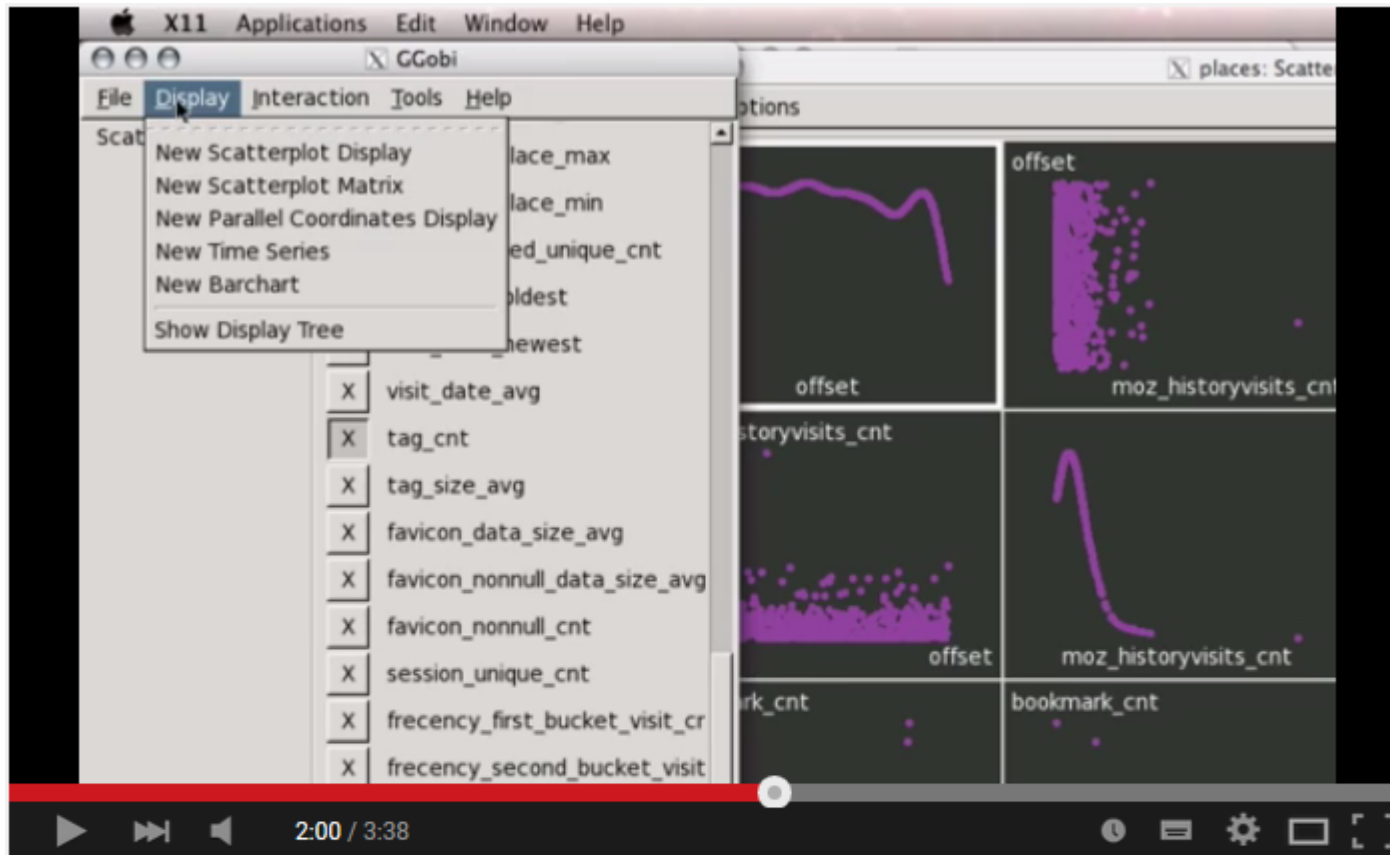 X11 Applications Edit Window Help
X GGobi
X places: Scatte
File Display Interaction Tools Help
ptions
Scat
New Scatterplot Display
New Scatterplot Matrix
New Parallel Coordinates Display
New Time Series
New Barchart
Show Display Tree
lace_max
lace_min
ed_unique_cnt
oldest
newest
X visit_date_avg
X tag_cnt
X tag_size_avg
X favicon_data_size_avg
X favicon_nonnull_data_size_avg
X favicon_nonnull_cnt
X session_unique_cnt
X frecency_first_bucket_visit_cr
X frecency_second_bucket_visit
offset
offset
moz_historyvisits_cnt
storyvisits_cnt
offset
moz_historyvisits_cnt
rk_cnt
bookmark_cnt
2:00 / 3:38